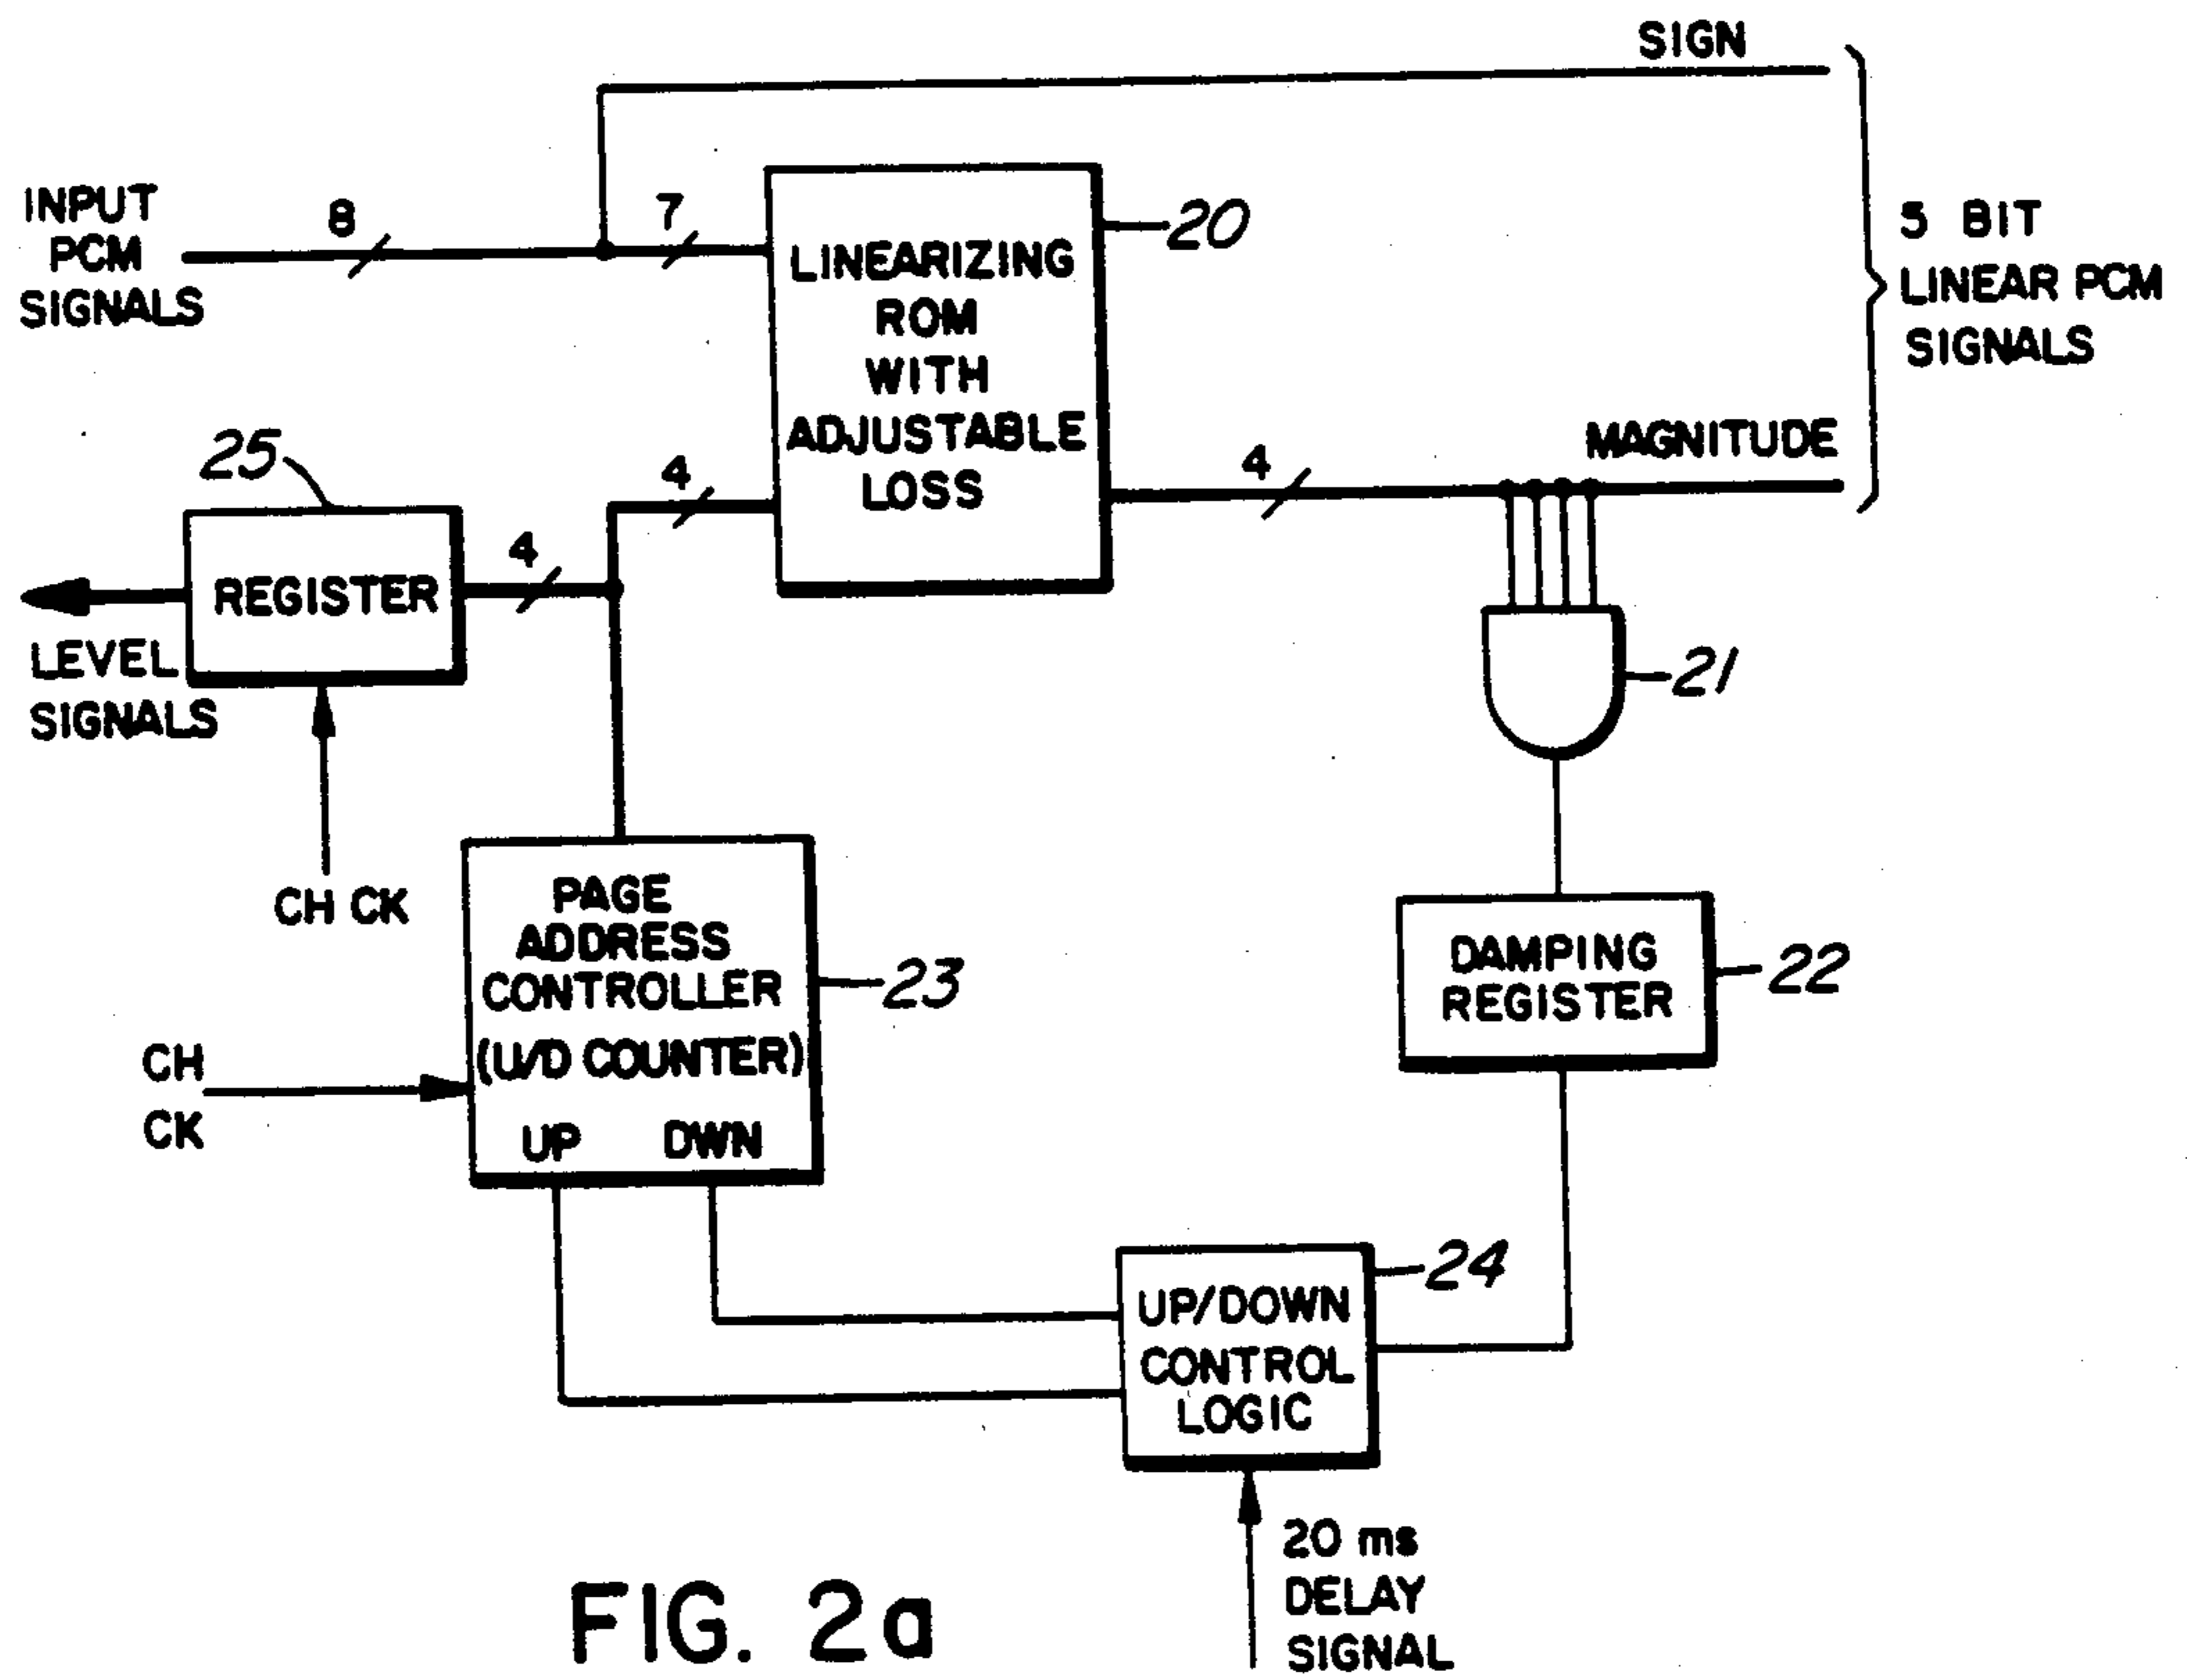 SIGN
INPUT
PCM
SIGNALS
8
7
LINEARIZING
ROM
WITH
ADJUSTABLE
LOSS
20
5 BIT
LINEAR PCM
SIGNALS
MAGNITUDE
4
4
4
25
REGISTER
LEVEL
SIGNALS
CH CK
21
PAGE
ADDRESS
CONTROLLER
(U/D COUNTER)
UP DWN
23
CH
CK
DAMPING
REGISTER
22
UP/DOWN
CONTROL
LOGIC
24
20 ms
DELAY
SIGNAL
FIG. 2a